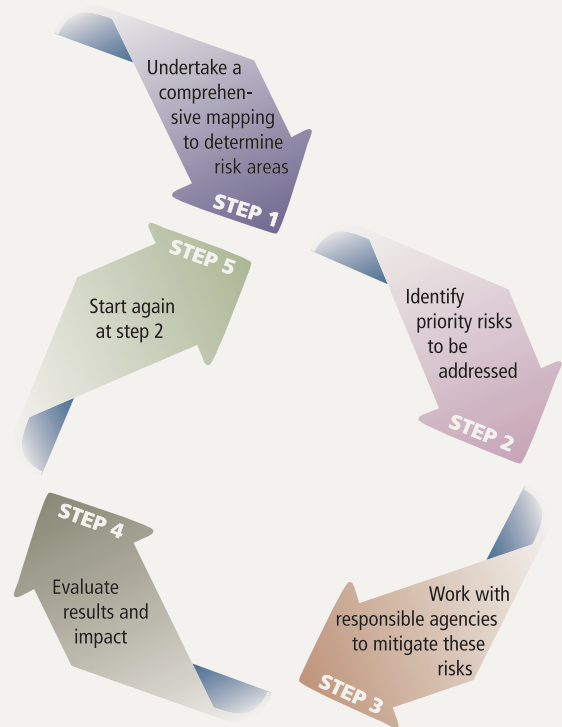 Undertake a
comprehen-
sive mapping
to determine
risk areas
STEP 1
Identify
priority risks
to be
addressed
STEP 2
Work with
responsible agencies
to mitigate these
risks
STEP 3
STEP 4
Evaluate
results and
impact
STEP 5
Start again
at step 2